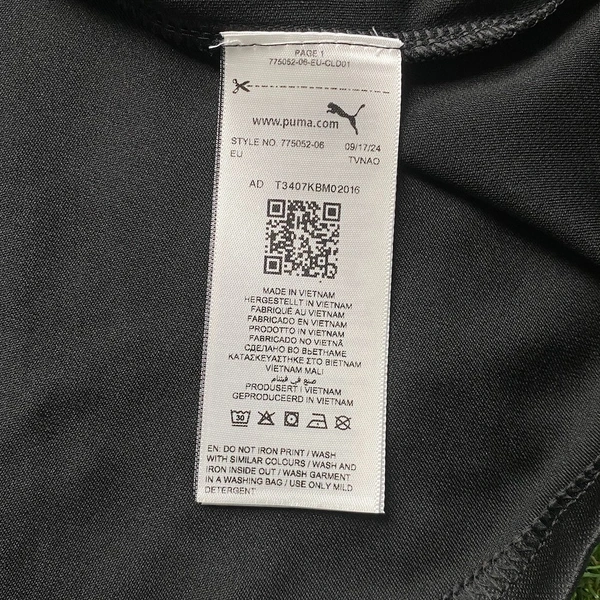 PAGE 1
775052-06-EU-CLD01
www.puma.com
STYLE NO. 775052-06 09/17/24
EU TVNAO
AD T3407KBM02016
MADE IN VIETNAM
HERGESTELLT IN VIETNAM
FABRIQUÉ AU VIETNAM
FABRICADO EN VIETNAM
PRODOTTO IN VIETNAM
FABRICADO NO VIETNÃ
СДЕЛАНО ВО ВЬЕТНАМЕ
ΚΑΤΑΣΚΕΥΑΣΤΗΚΕ ΣΤΟ ΒΙΕΤΝΑΜ
VIETNAM MALI
صنع في فيتنام
PRODUSERT I VIETNAM
GEPRODUCEERD IN VIETNAM
30
EN: DO NOT IRON PRINT / WASH
WITH SIMILAR COLOURS / WASH AND
IRON INSIDE OUT / WASH GARMENT
IN A WASHING BAG / USE ONLY MILD
DETERGENT